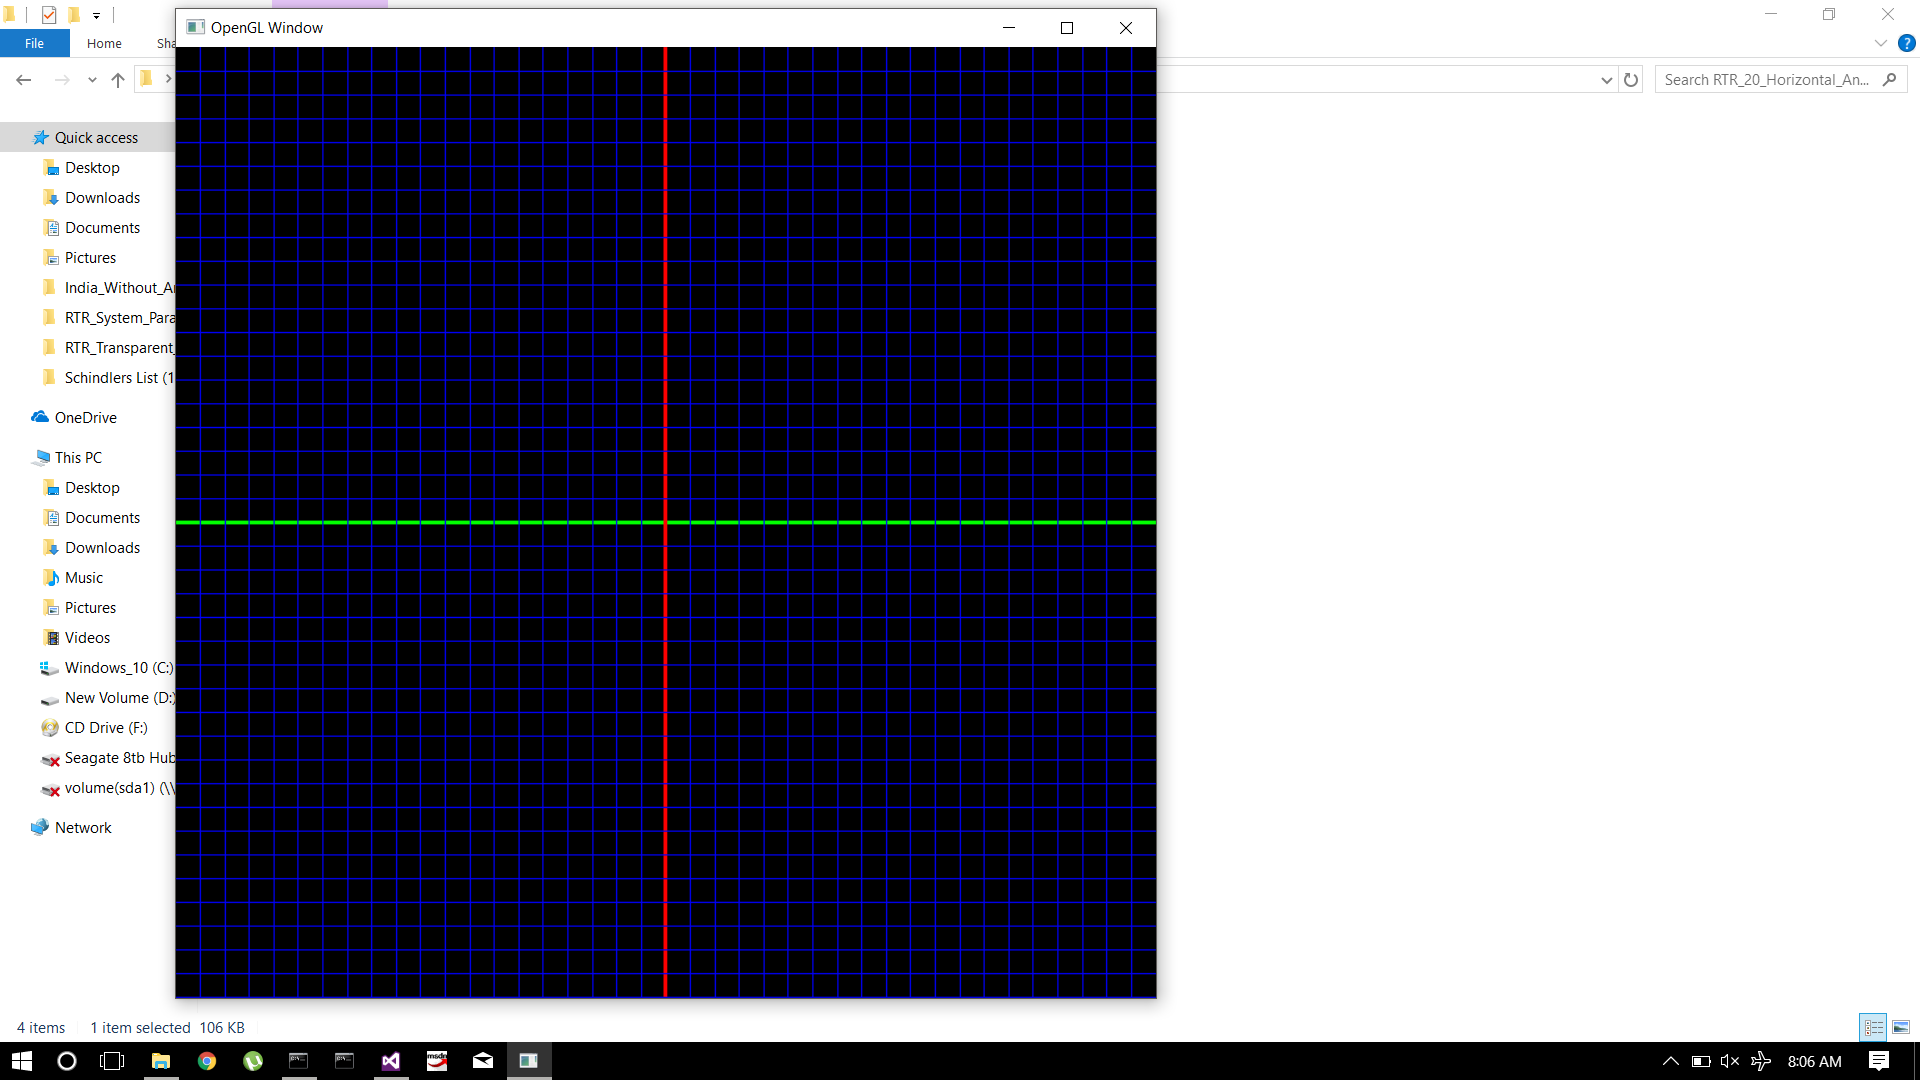 OpenGL Window
File Home Sha
Search RTR_20_Horizontal_An...
Quick access
Desktop
Downloads
Documents
Pictures
India_Without_A
RTR_System_Para
RTR_Transparent_
Schindlers List (1
OneDrive
This PC
Desktop
Documents
Downloads
Music
Pictures
Videos
Windows_10 (C:)
New Volume (D:)
CD Drive (F:)
Seagate 8tb Hub
volume(sda1) (\\
Network
4 items 1 item selected 106 KB
msdn
8:06 AM